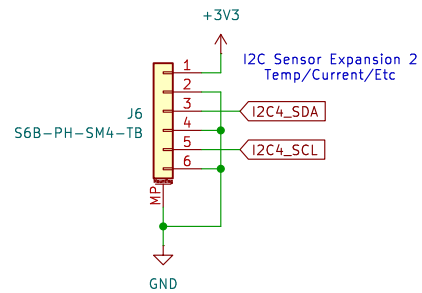 +3V3
I2C Sensor Expansion 2
Temp/Current/Etc
1
2
J6
3
I2C4_SDA
S6B-PH-SM4-TB
4
5
I2C4_SCL
6
MP
GND